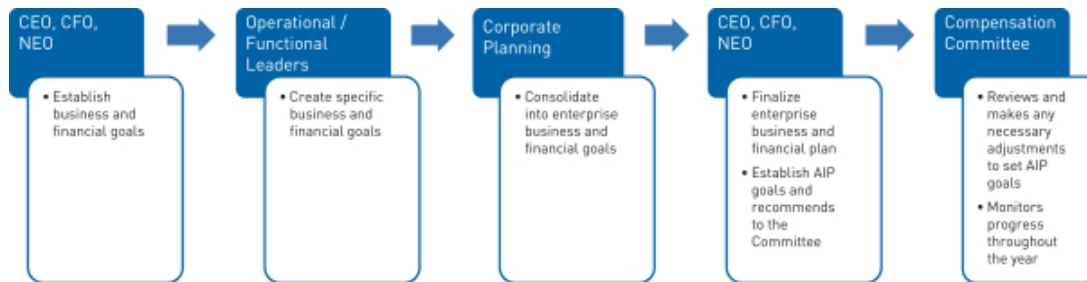 CEO, CFO,
NEO
• Establish
business and
financial goals
Operational /
Functional
Leaders
• Create specific
business and
financial goals
Corporate
Planning
• Consolidate
into enterprise
business and
financial goals
CEO, CFO,
NEO
• Finalize
enterprise
business and
financial plan
• Establish AIP
goals and
recommends
to the
Committee
Compensation
Committee
• Reviews and
makes any
necessary
adjustments
to set AIP
goals
• Monitors
progress
throughout
the year